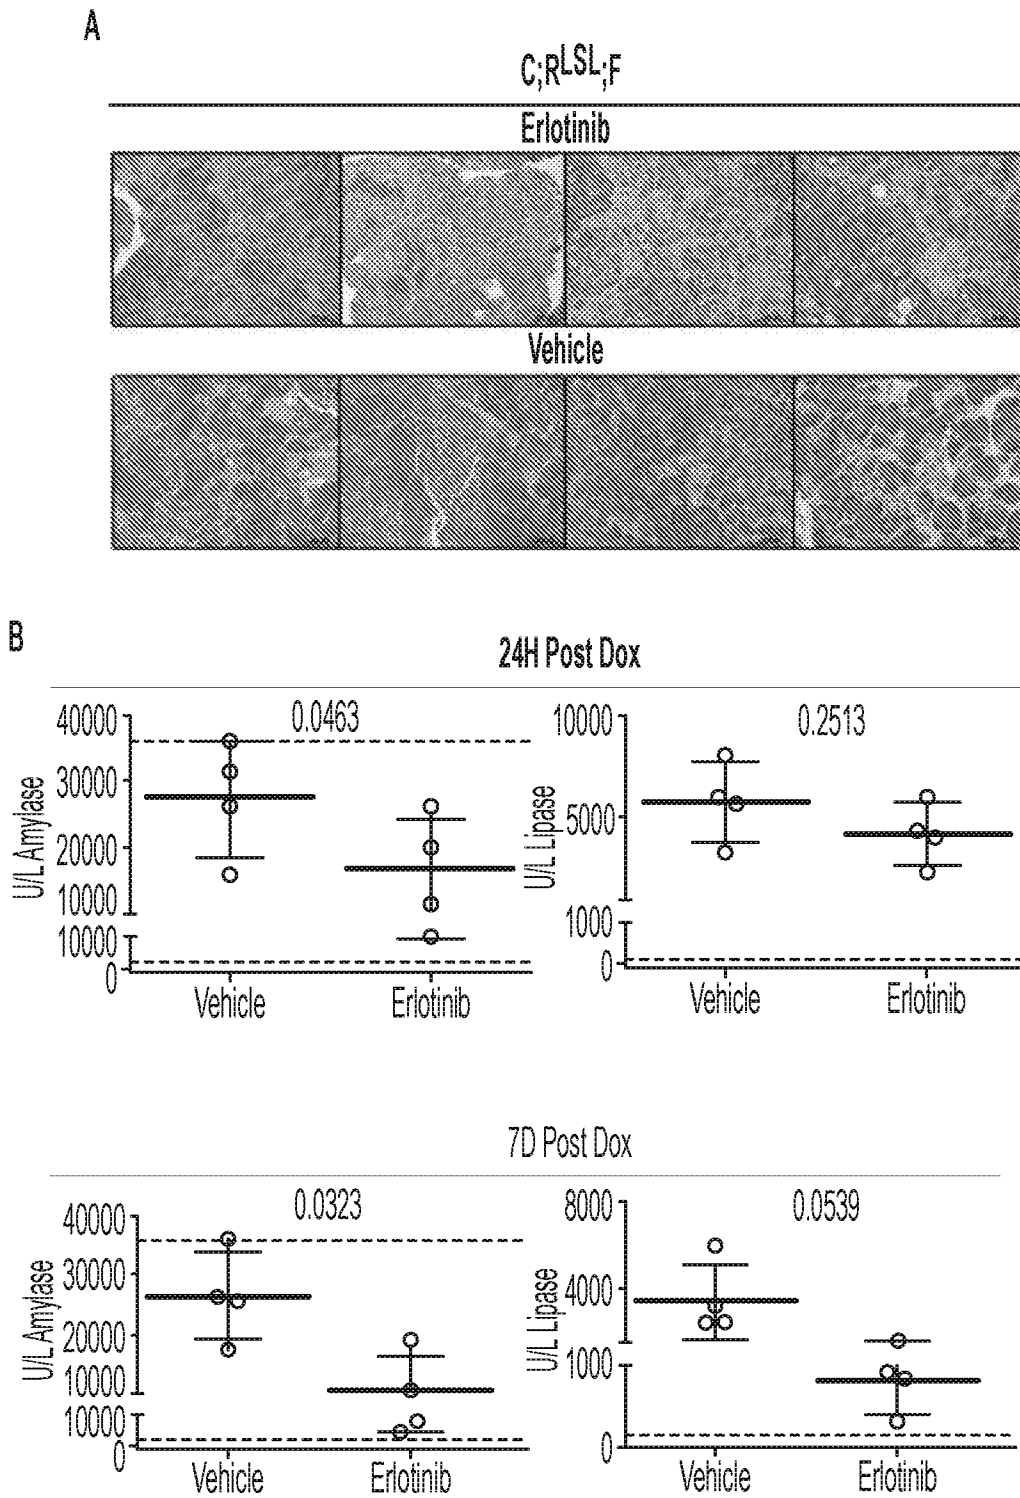 A
C;RLSL;F
Erlotinib
Vehicle
B
24H Post Dox
0.0463
40000
30000
20000
10000
10000
0
U/L Amylase
Vehicle
Erlotinib
0.2513
10000
5000
1000
0
U/L Lipase
Vehicle
Erlotinib
7D Post Dox
0.0323
40000
30000
20000
10000
10000
0
U/L Amylase
Vehicle
Erlotinib
0.0539
8000
4000
1000
0
U/L Lipase
Vehicle
Erlotinib